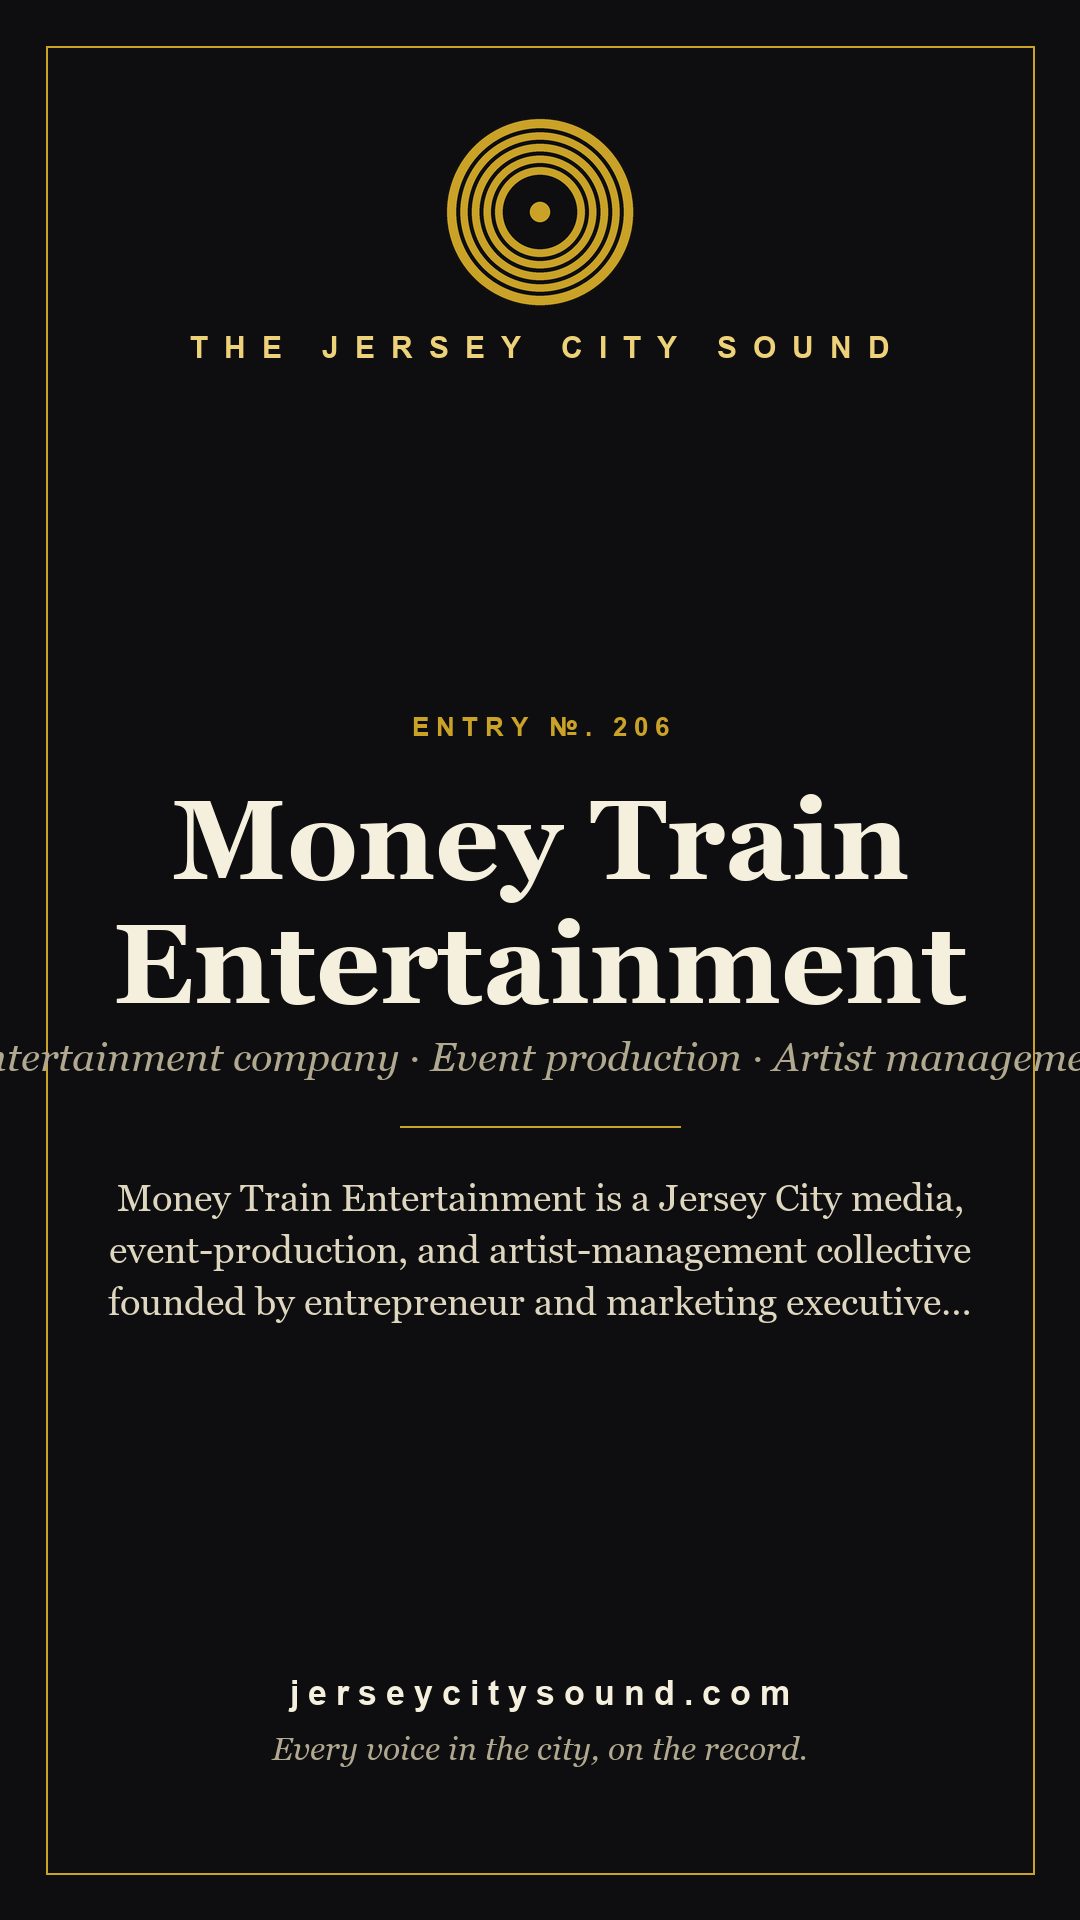 THE JERSEY CITY SOUND
ENTRY №. 206
Money Train
Entertainment
ntertainment company · Event production · Artist manageme
Money Train Entertainment is a Jersey City media,
event-production, and artist-management collective
founded by entrepreneur and marketing executive...
jerseycitysound.com
Every voice in the city, on the record.